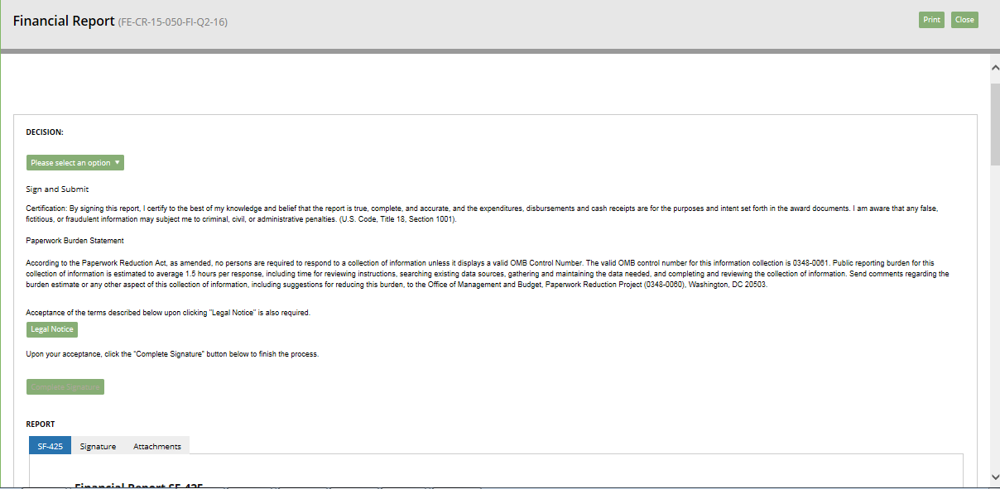 Financial Report (FE-CR-15-050-FI-Q2-16)
Print
Close
DECISION:
Please select an option
Sign and Submit
Certification: By signing this report, I certify to the best of my knowledge and belief that the report is true, complete, and accurate, and the expenditures, disbursements and cash receipts are for the purposes and intent set forth in the award documents. I am aware that any false,
fictitious, or fraudulent information may subject me to criminal, civil, or administrative penalties. (U.S. Code, Title 18, Section 1001).
Paperwork Burden Statement
According to the Paperwork Reduction Act, as amended, no persons are required to respond to a collection of information unless it displays a valid OMB Control Number. The valid OMB control number for this information collection is 0348-0061. Public reporting burden for this
collection of information is estimated to average 1.5 hours per response, including time for reviewing instructions, searching existing data sources, gathering and maintaining the data needed, and completing and reviewing the collection of information. Send comments regarding the
burden estimate or any other aspect of this collection of information, including suggestions for reducing this burden, to the Office of Management and Budget, Paperwork Reduction Project (0348-0060), Washington, DC 20503.
Acceptance of the terms described below upon clicking "Legal Notice" is also required.
Legal Notice
Upon your acceptance, click the "Complete Signature" button below to finish the process.
Complete Signature
REPORT
SF-425
Signature
Attachments
Financial Report SF-425